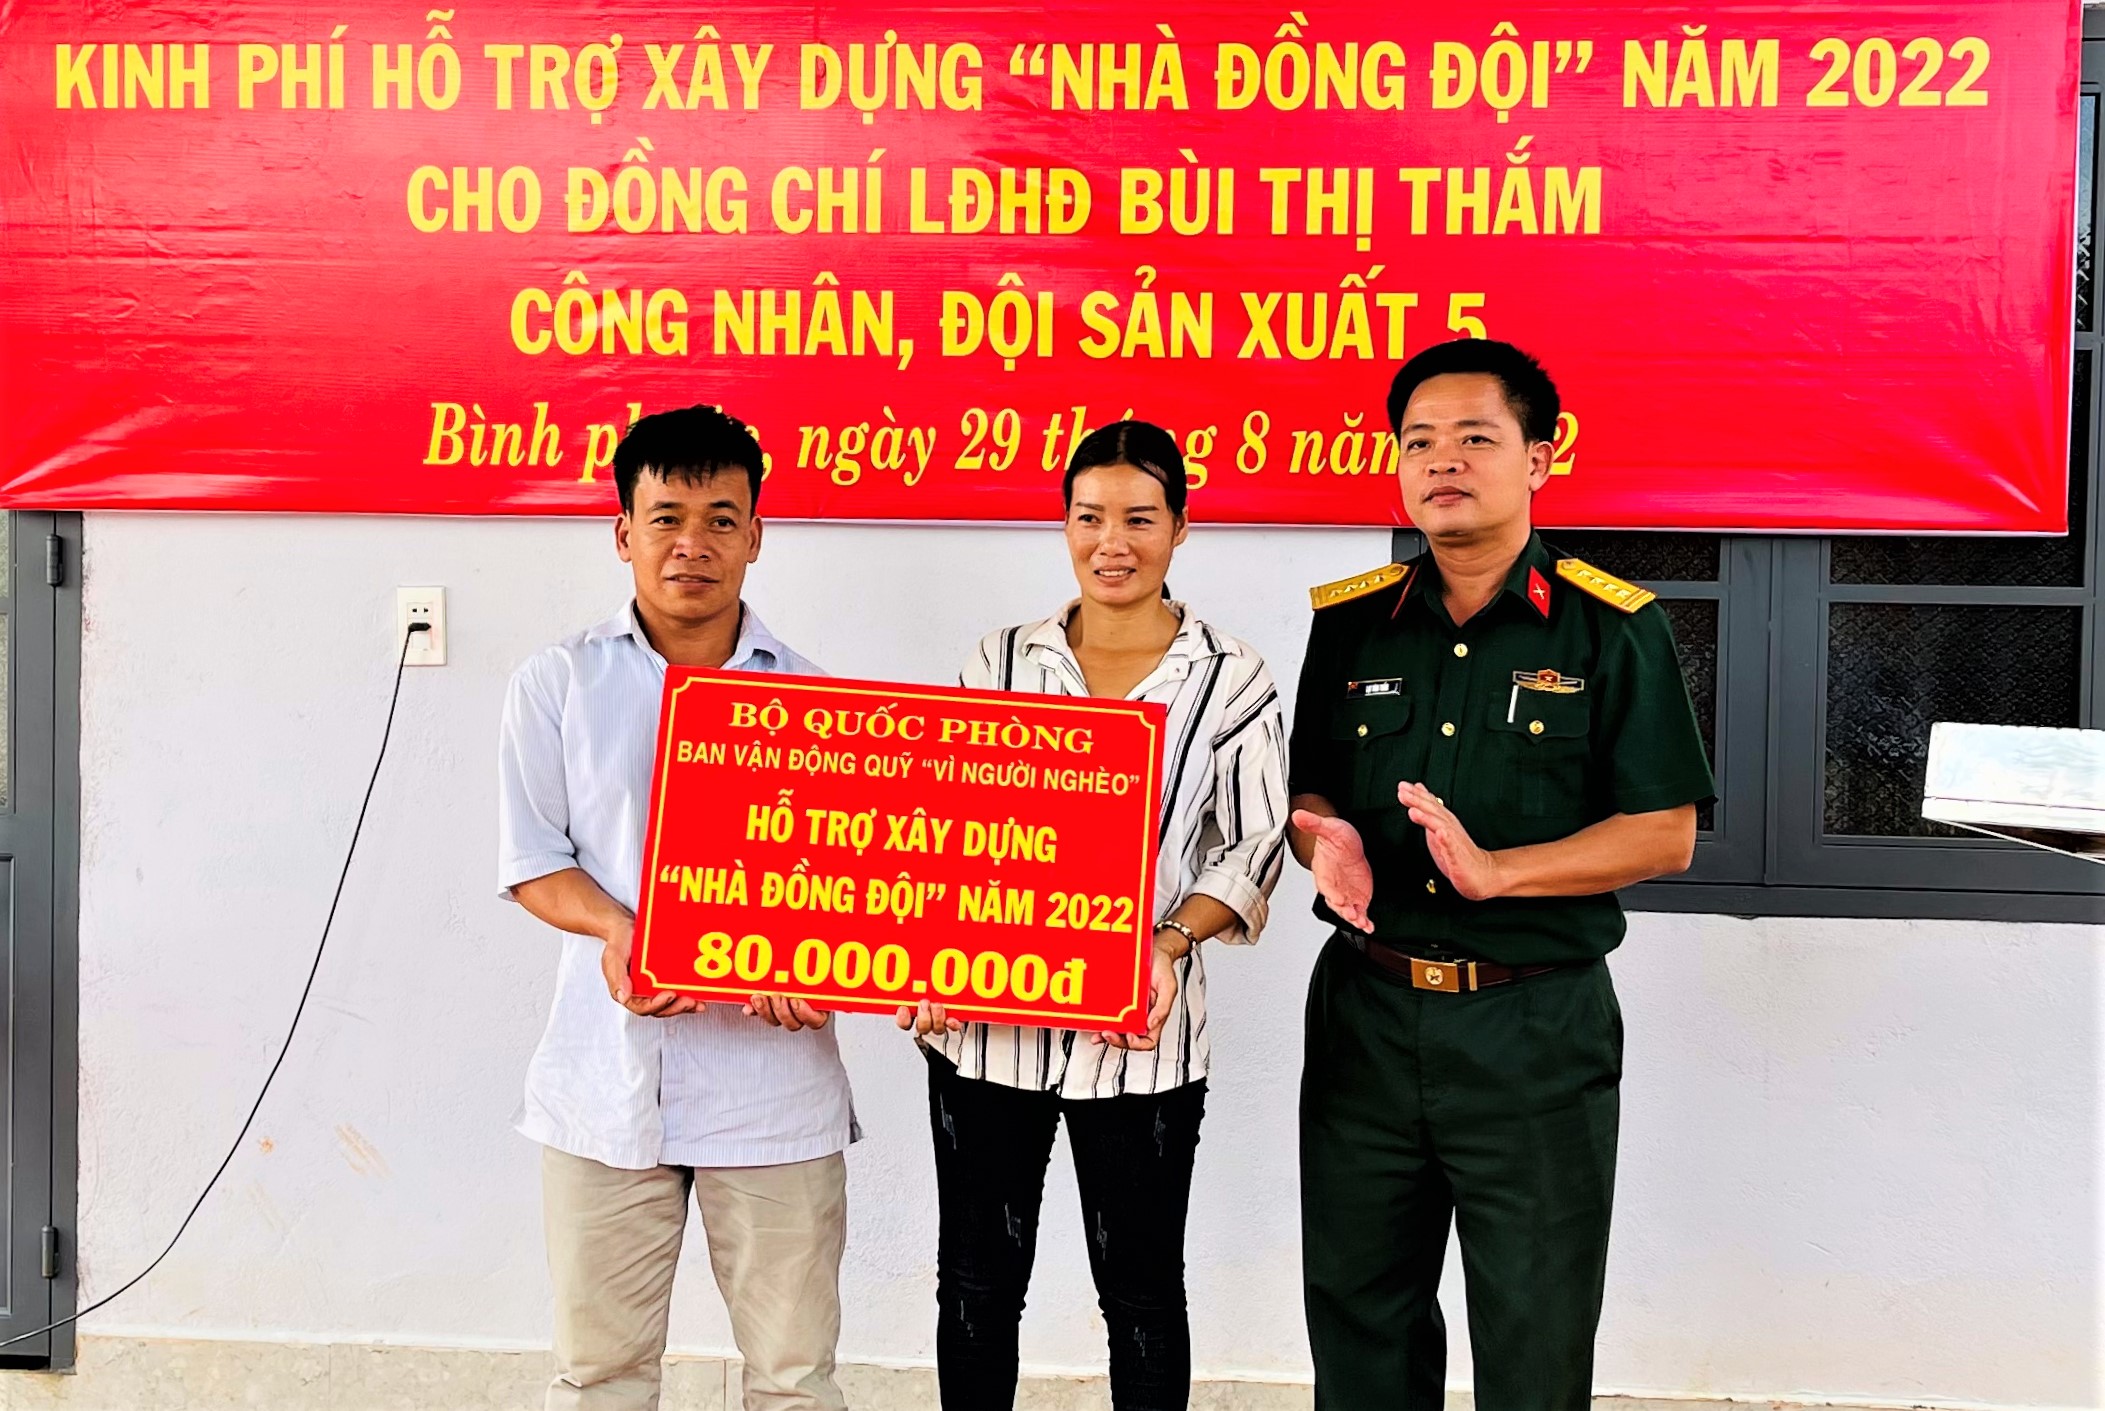 KINH PHÍ HỖ TRỢ XÂY DỰNG “NHÀ ĐỒNG ĐỘI” NĂM 2022
CHO ĐỒNG CHÍ LĐHĐ BÙI THỊ THẮM
CÔNG NHÂN, ĐỘI SẢN XUẤT 5
Bình ngày 29 8
BỘ QUỐC PHÒNG
BAN VẬN ĐỘNG QUỸ “VÌ NGƯỜI NGHÈO”
HỖ TRỢ XÂY DỰNG
“NHÀ ĐỒNG ĐỘI” NĂM 2022
80.000.000đ